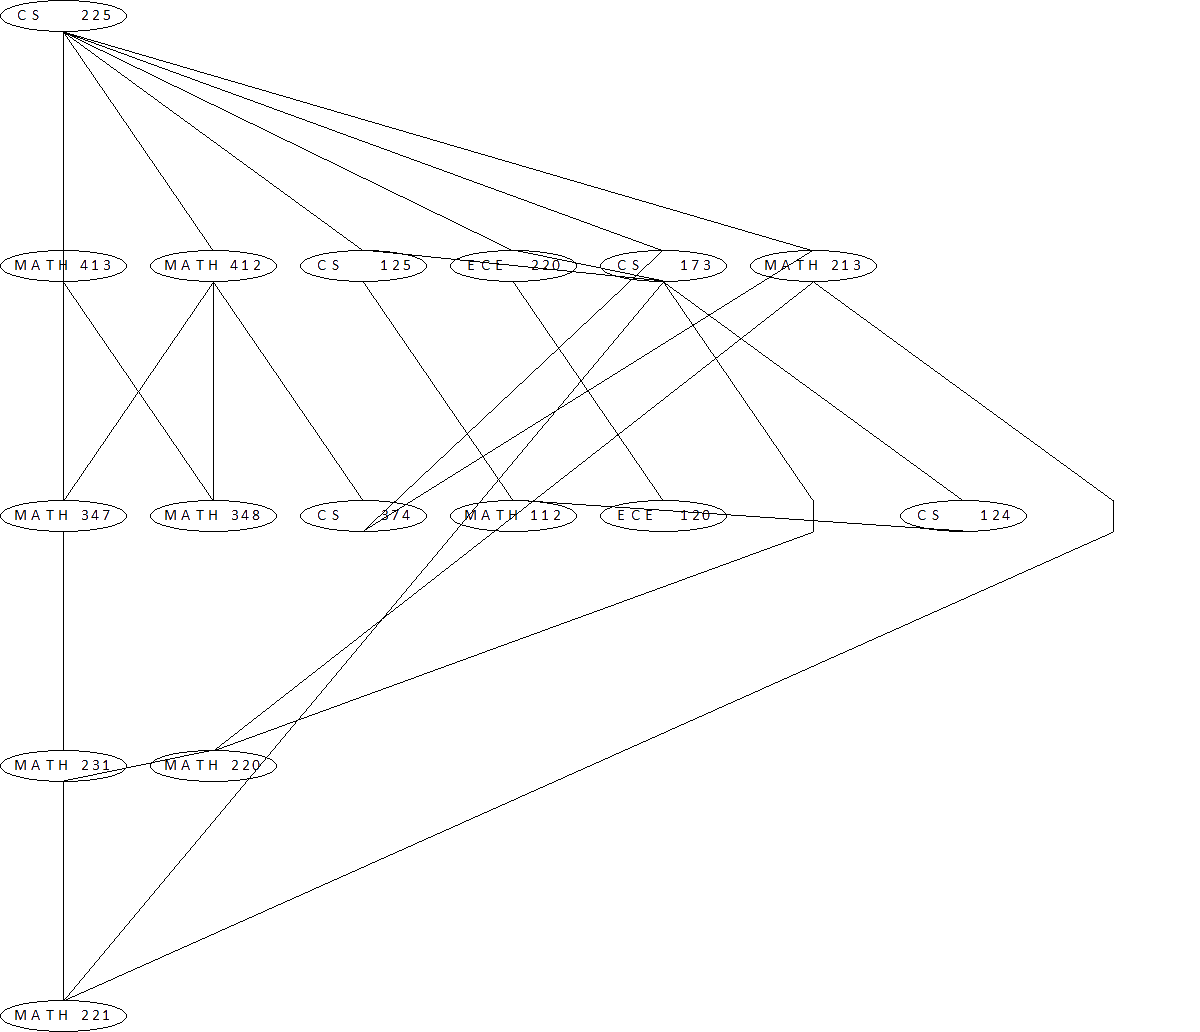 CS 225
MATH 413 MATH 412 CS 125 ECE 220 CS 173 MATH 213
MATH 347 MATH 348 CS 374 MATH 112 ECE 120 CS 124
MATH 231 MATH 220
MATH 221